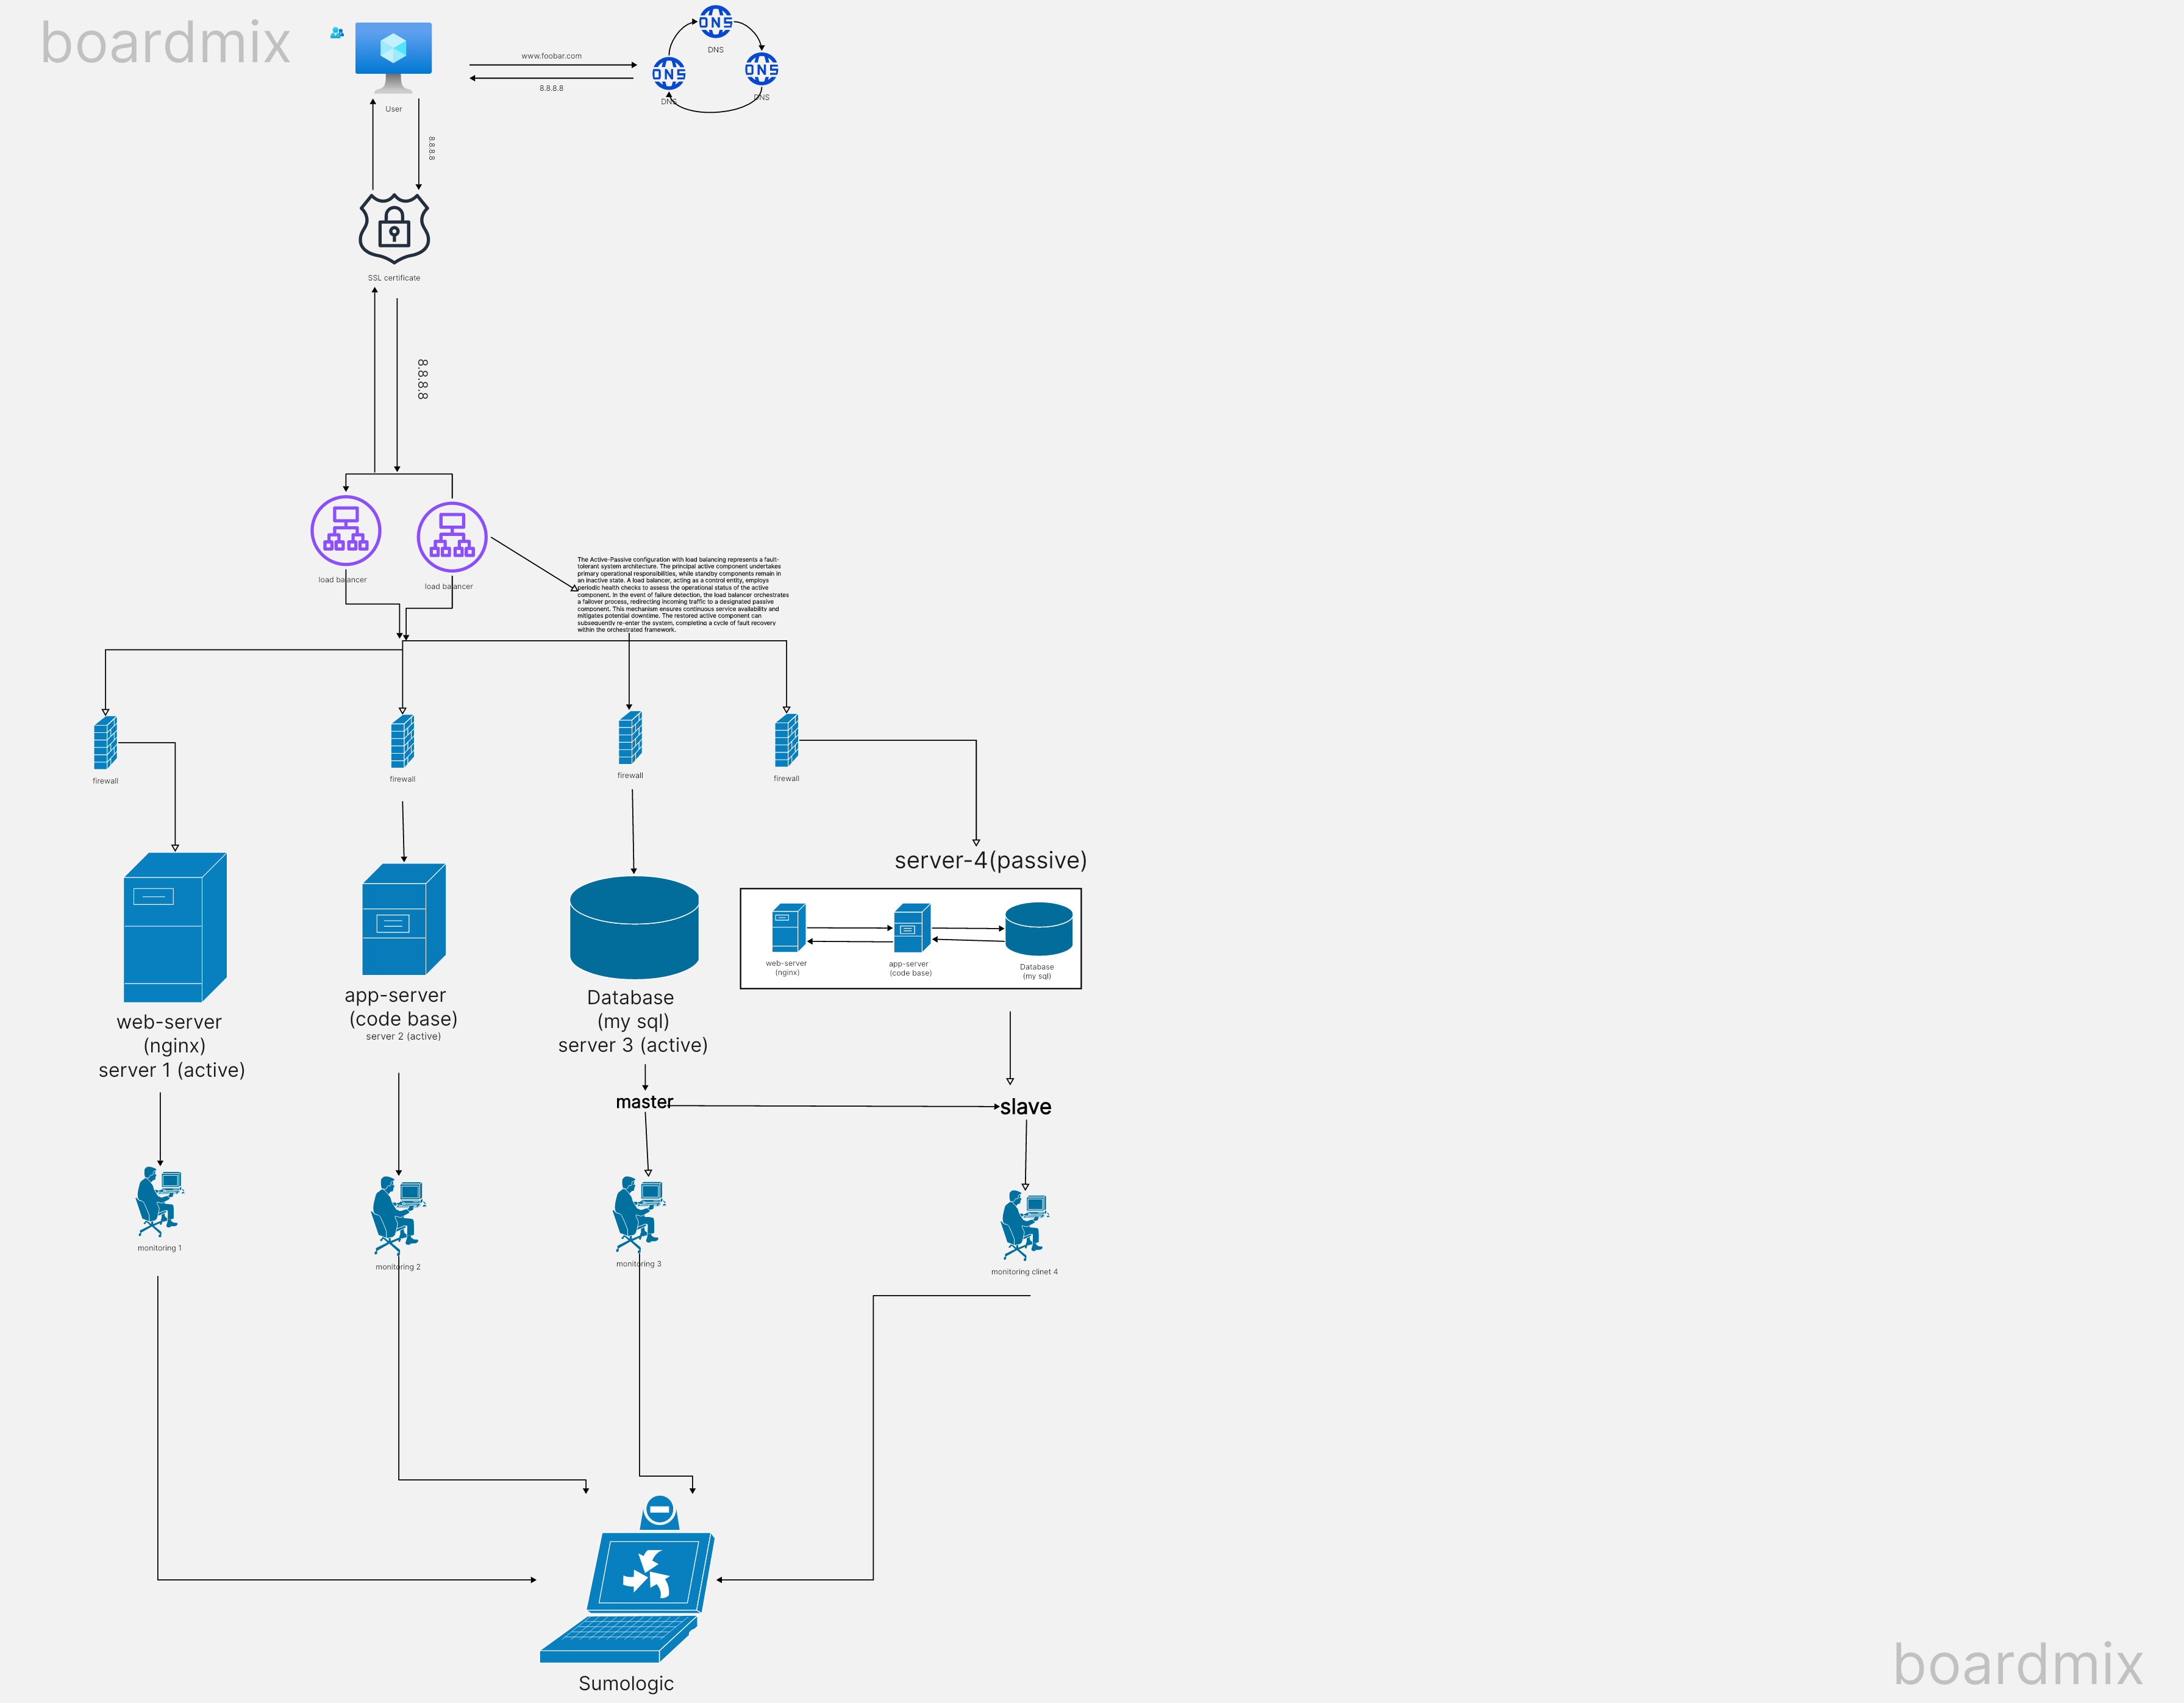 boardmix
DNS
DNS
www.foobar.com
DNS
DNS
8.8.8.8
DNS
DNS
User
8.8.8.8
SSL certificate
8.8.8.8
load balancer
load balancer
The Active-Passive configuration with load balancing represents a fault-
tolerant system architecture. The principal active component undertakes
primary operational responsibilities, while standby components remain in
an inactive state. A load balancer, acting as a control entity, employs
periodic health checks to assess the operational status of the active
component. In the event of failure detection, the load balancer orchestrates
a failover process, redirecting incoming traffic to a designated passive
component. This mechanism ensures continuous service availability and
mitigates potential downtime. The restored active component can
subsequently re-enter the system, completing a cycle of fault recovery
within the orchestrated framework.
firewall
firewall
firewall
firewall
server-4(passive)
web-server
(nginx)
app-server
(code base)
Database
(my sql)
web-server
(nginx)
server 1 (active)
app-server
(code base)
server 2 (active)
Database
(my sql)
server 3 (active)
master
slave
monitoring 1
monitoring 2
monitoring 3
monitoring clinet 4
Sumologic
boardmix